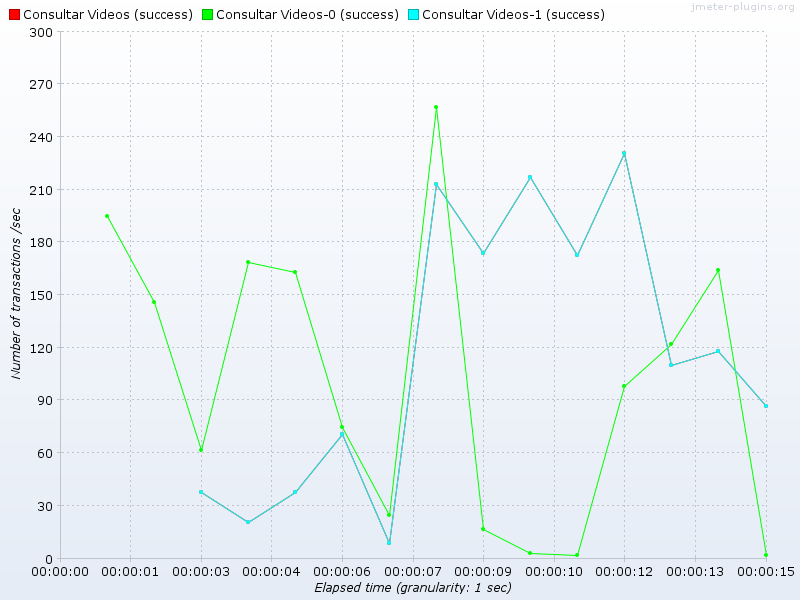 Consultar Videos (success) Consultar Videos-0 (success) Consultar Videos-1 (success)
jmeter-plugins.org
300
270
240
210
180
150
120
90
60
30
0
Number of transactions /sec
00:00:00 00:00:01 00:00:03 00:00:04 00:00:06 00:00:07 00:00:09 00:00:10 00:00:12 00:00:13 00:00:15
Elapsed time (granularity: 1 sec)